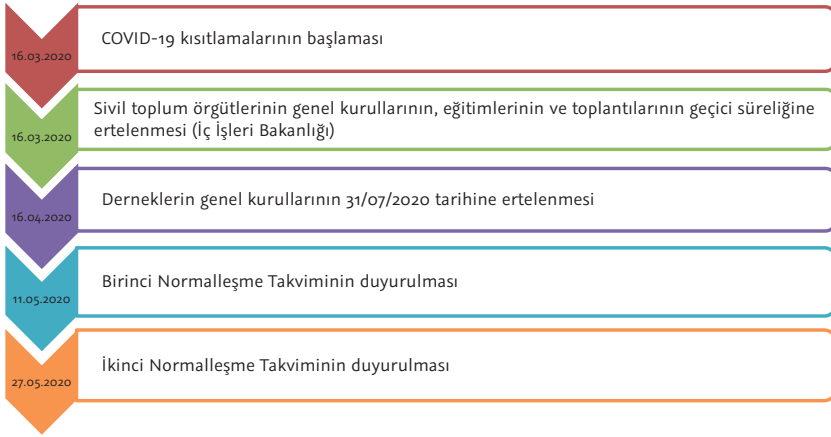 COVID-19 kısıtlamalarının başlaması
16.03.2020
Sivil toplum örgütlerinin genel kurullarının, eğitimlerinin ve toplantılarının geçici süreliğine
ertelenmesi (İç İşleri Bakanlığı)
16.03.2020
Derneklerin genel kurullarının 31/07/2020 tarihine ertelenmesi
16.04.2020
Birinci Normalleşme Takviminin duyurulması
11.05.2020
İkinci Normalleşme Takviminin duyurulması
27.05.2020